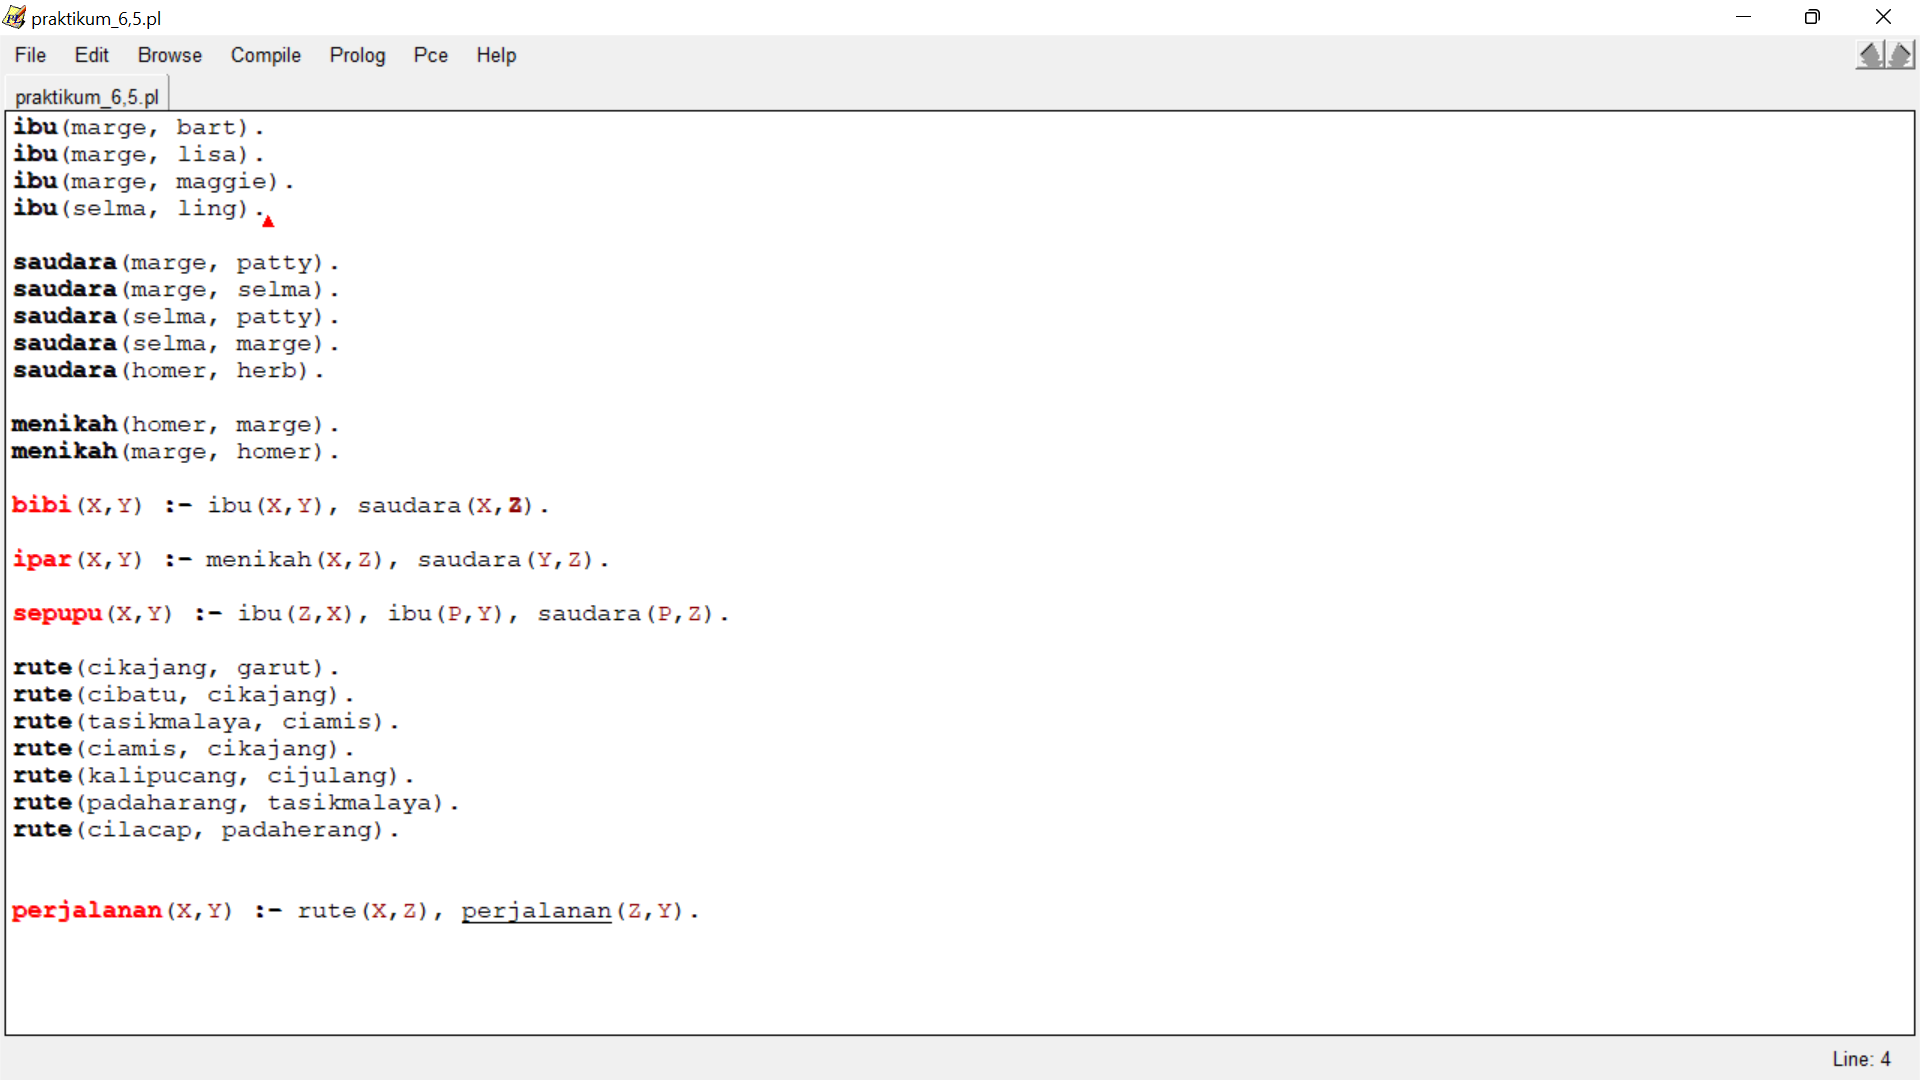 praktikum_6,5.pl
File Edit Browse Compile Prolog Pce Help
praktikum_6,5.pl
ibu(marge, bart).
ibu(marge, lisa).
ibu(marge, maggie).
ibu(selma, ling).
saudara(marge, patty).
saudara(marge, selma).
saudara(selma, patty).
saudara(selma, marge).
saudara(homer, herb).
menikah(homer, marge).
menikah(marge, homer).
bibi(X,Y) :- ibu(X,Y), saudara(X,Z).
ipar(X,Y) :- menikah(X,Z), saudara(Y,Z).
sepupu(X,Y) :- ibu(Z,X), ibu(P,Y), saudara(P,Z).
rute(cikajang, garut).
rute(cibatu, cikajang).
rute(tasikmalaya, ciamis).
rute(ciamis, cikajang).
rute(kalipucang, cijulang).
rute(padaharang, tasikmalaya).
rute(cilacap, padaherang).
perjalanan(X,Y) :- rute(X,Z), perjalanan(Z,Y).
Line: 4